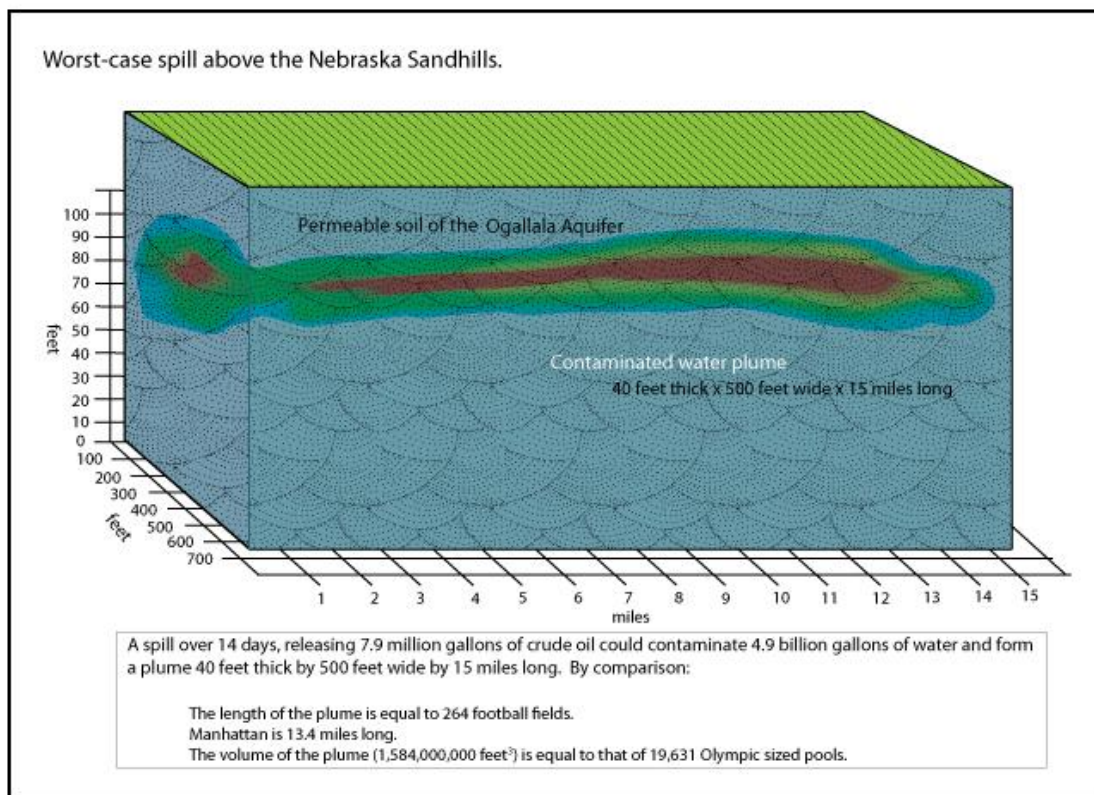 Worst-case spill above the Nebraska Sandhills.
Permeable soil of the Ogallala Aquifer
100
90
80
70
60
50
40
30
20
10
0
feet
100
200
300
400
500
600
700
feet
Contaminated water plume
40 feet thick x 500 feet wide x 15 miles long
1 2 3 4 5 6 7 8 9 10 11 12 13 14 15
miles
A spill over 14 days, releasing 7.9 million gallons of crude oil could contaminate 4.9 billion gallons of water and form
a plume 40 feet thick by 500 feet wide by 15 miles long. By comparison:
The length of the plume is equal to 264 football fields.
Manhattan is 13.4 miles long.
The volume of the plume (1,584,000,000 feet³) is equal to that of 19,631 Olympic sized pools.